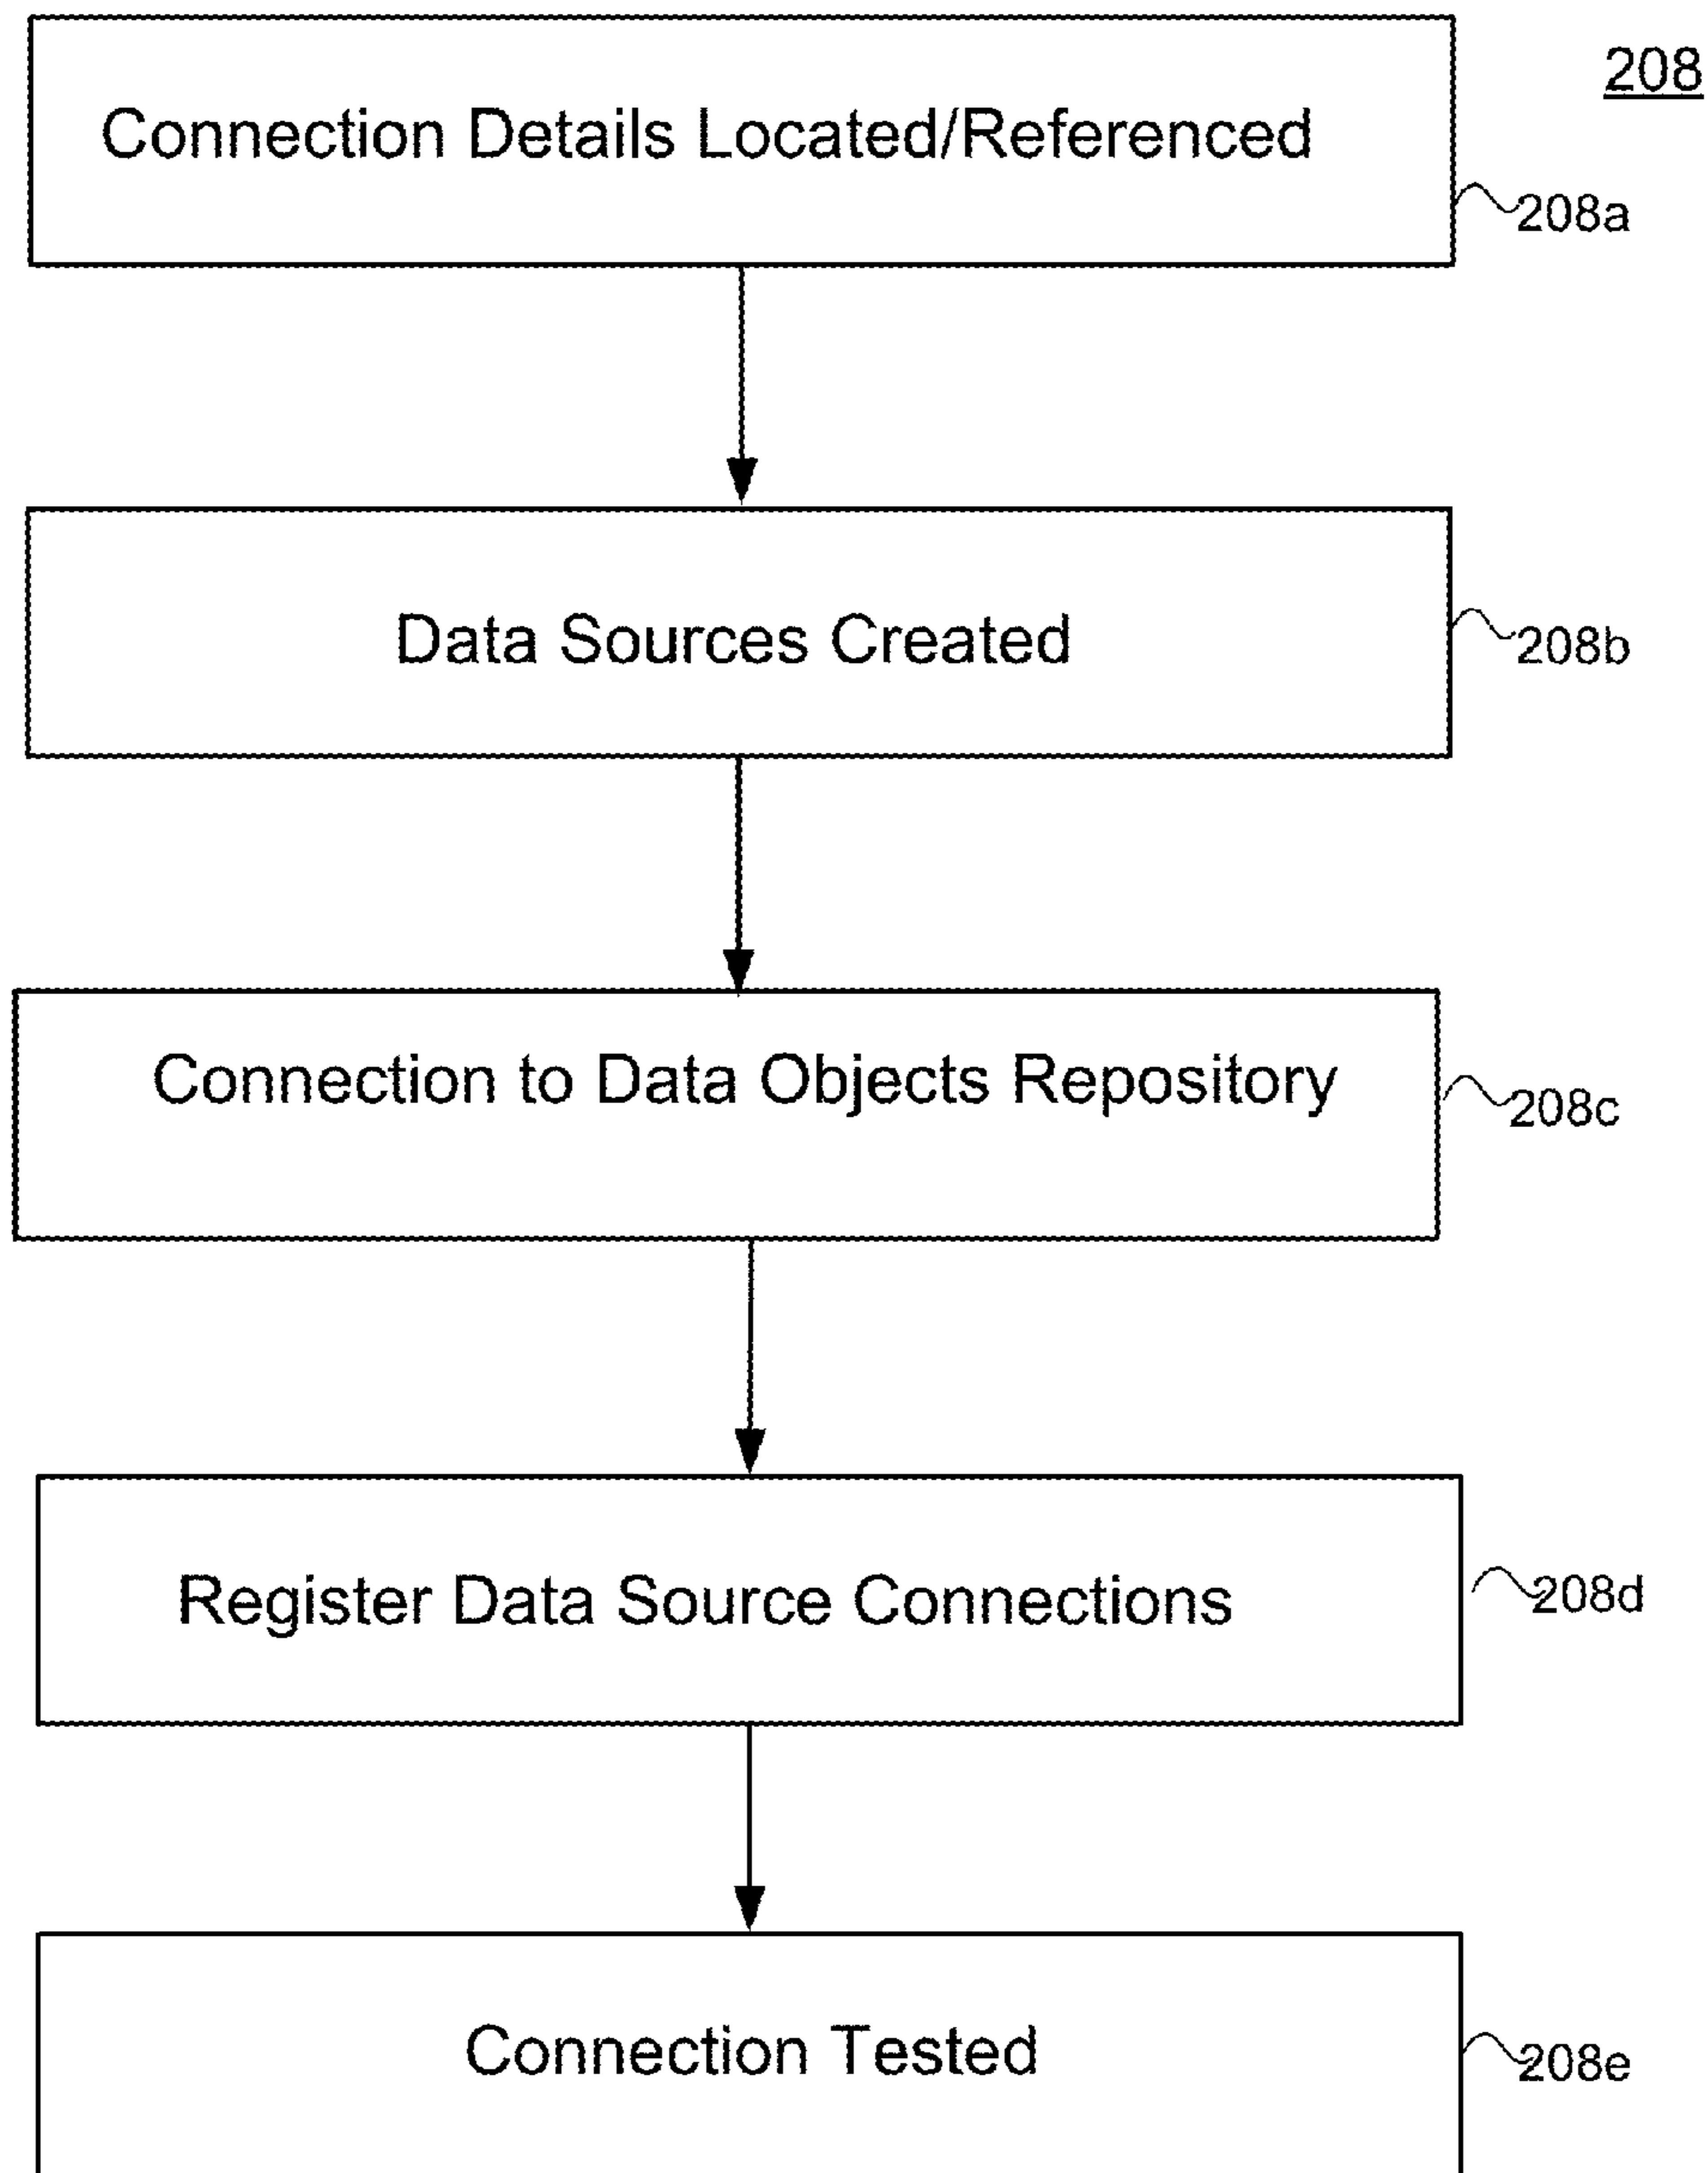 208
Connection Details Located/Referenced
208a
Data Sources Created
208b
Connection to Data Objects Repository
208c
Register Data Source Connections
208d
Connection Tested
208e